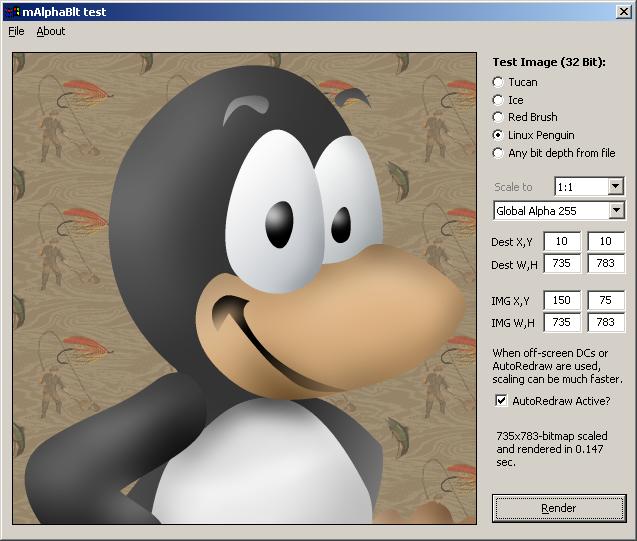 mAlphaBlt test
File About
Test Image (32 Bit):
Tucan
Ice
Red Brush
Linux Penguin
Any bit depth from file
Scale to 1:1
Global Alpha 255
Dest X,Y 10 10
Dest W,H 735 783
IMG X,Y 150 75
IMG W,H 735 783
When off-screen DCs or
AutoRedraw are used,
scaling can be much faster.
AutoRedraw Active?
735x783-bitmap scaled
and rendered in 0.147
sec.
Render